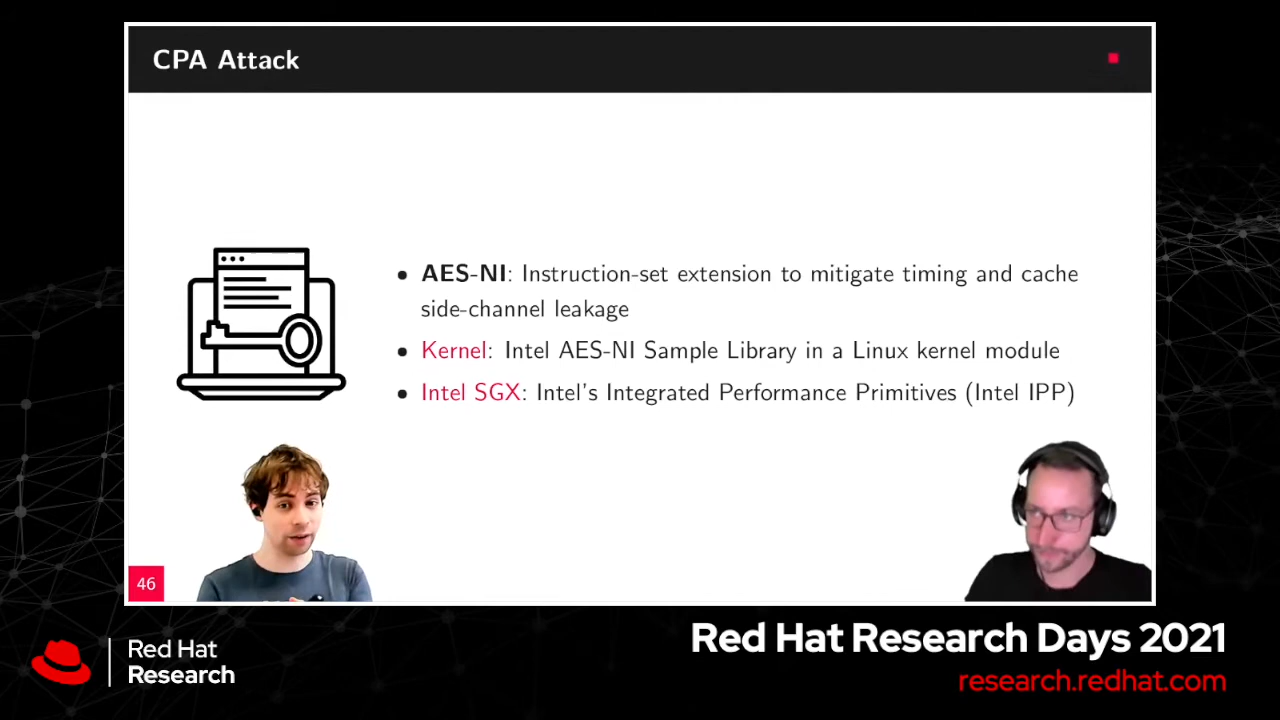 CPA Attack
• AES-NI: Instruction-set extension to mitigate timing and cache
side-channel leakage
• Kernel: Intel AES-NI Sample Library in a Linux kernel module
• Intel SGX: Intel's Integrated Performance Primitives (Intel IPP)
46
Red Hat
Research
Red Hat Research Days 2021
research.redhat.com